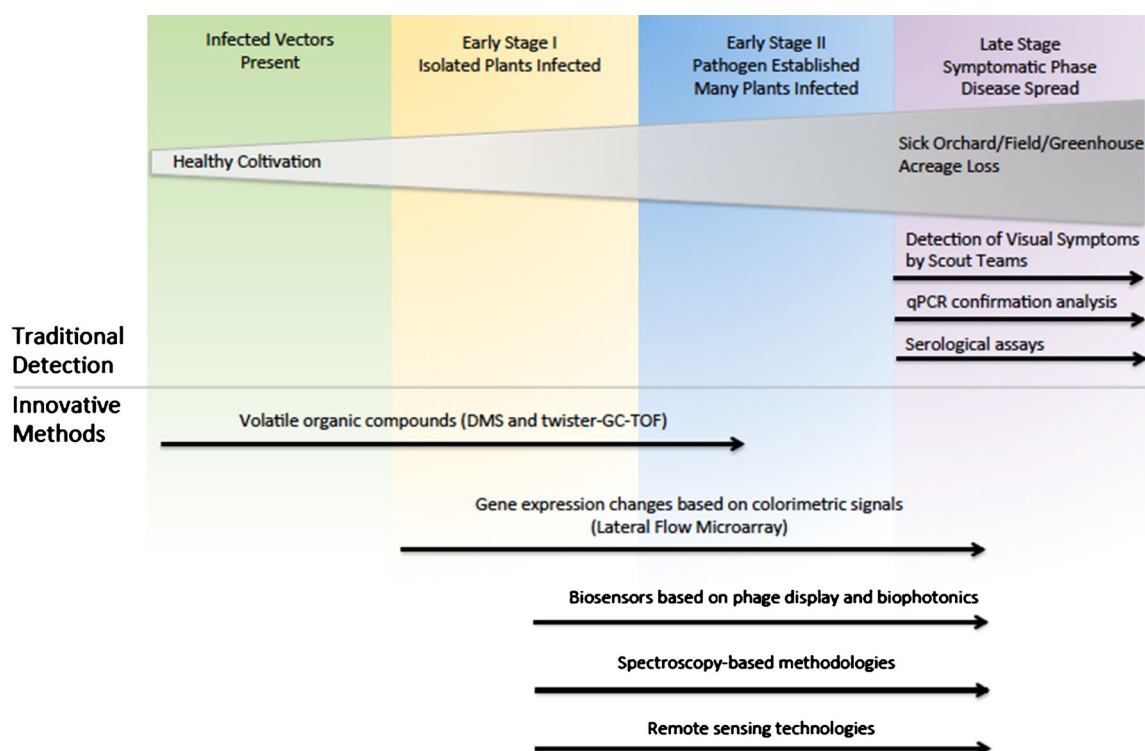 Infected Vectors
Present
Early Stage I
Isolated Plants Infected
Early Stage II
Pathogen Established
Many Plants Infected
Late Stage
Symptomatic Phase
Disease Spread
Healthy Coltivation
Sick Orchard/Field/Greenhouse
Acreage Loss
Detection of Visual Symptoms
by Scout Teams
qPCR confirmation analysis
Serological assays
Traditional
Detection
Innovative
Methods
Volatile organic compounds (DMS and twister-GC-TOF)
Gene expression changes based on colorimetric signals
(Lateral Flow Microarray)
Biosensors based on phage display and biophotonics
Spectroscopy-based methodologies
Remote sensing technologies